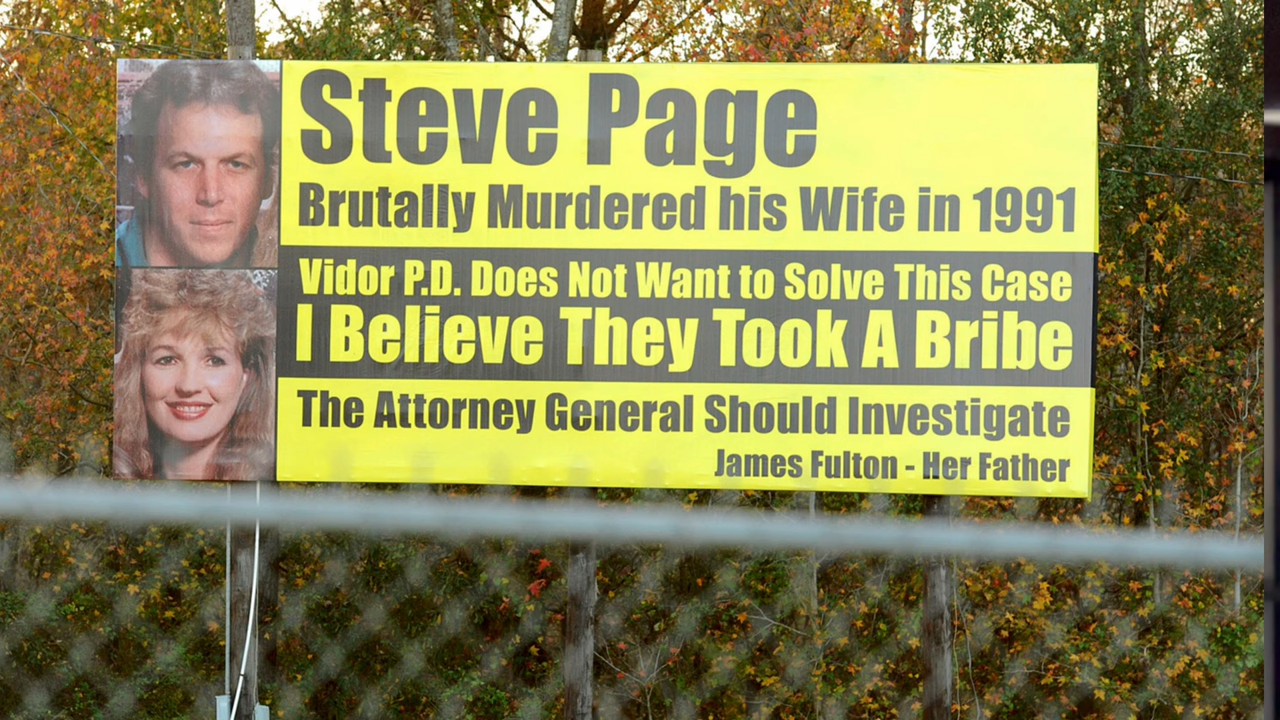 Steve Page
Brutally Murdered his Wife in 1991
Vidor P.D. Does Not Want to Solve This Case
I Believe They Took A Bribe
The Attorney General Should Investigate
James Fulton - Her Father